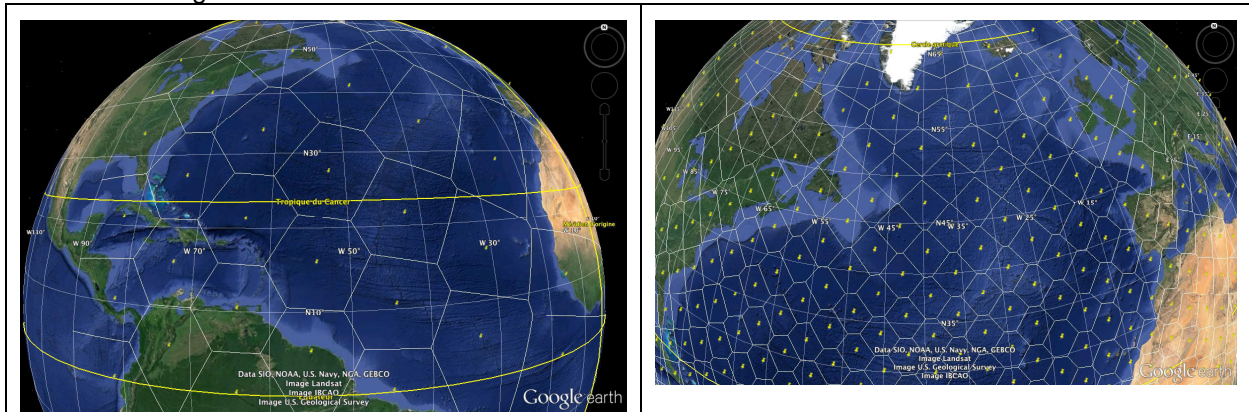 N
N50°
N30°
Tropique du Cancer
W110°
W 90°
W 70°
W 50°
W 30°
N10°
Data SIO, NOAA, U.S. Navy, NGA, GEBCO
Image Landsat
Image IBCAO
Image U.S. Geological Survey
Google earth
N
N65°
N55°
W 95°
W 85°
W 75°
W 65°
W 55°
W 45°
N45°
W 35°
W 25°
W 15°
E 15°
N35°
Data SIO, NOAA, U.S. Navy, NGA, GEBCO
Image Landsat
Image U.S. Geological Survey
Image IBCAO
Google earth